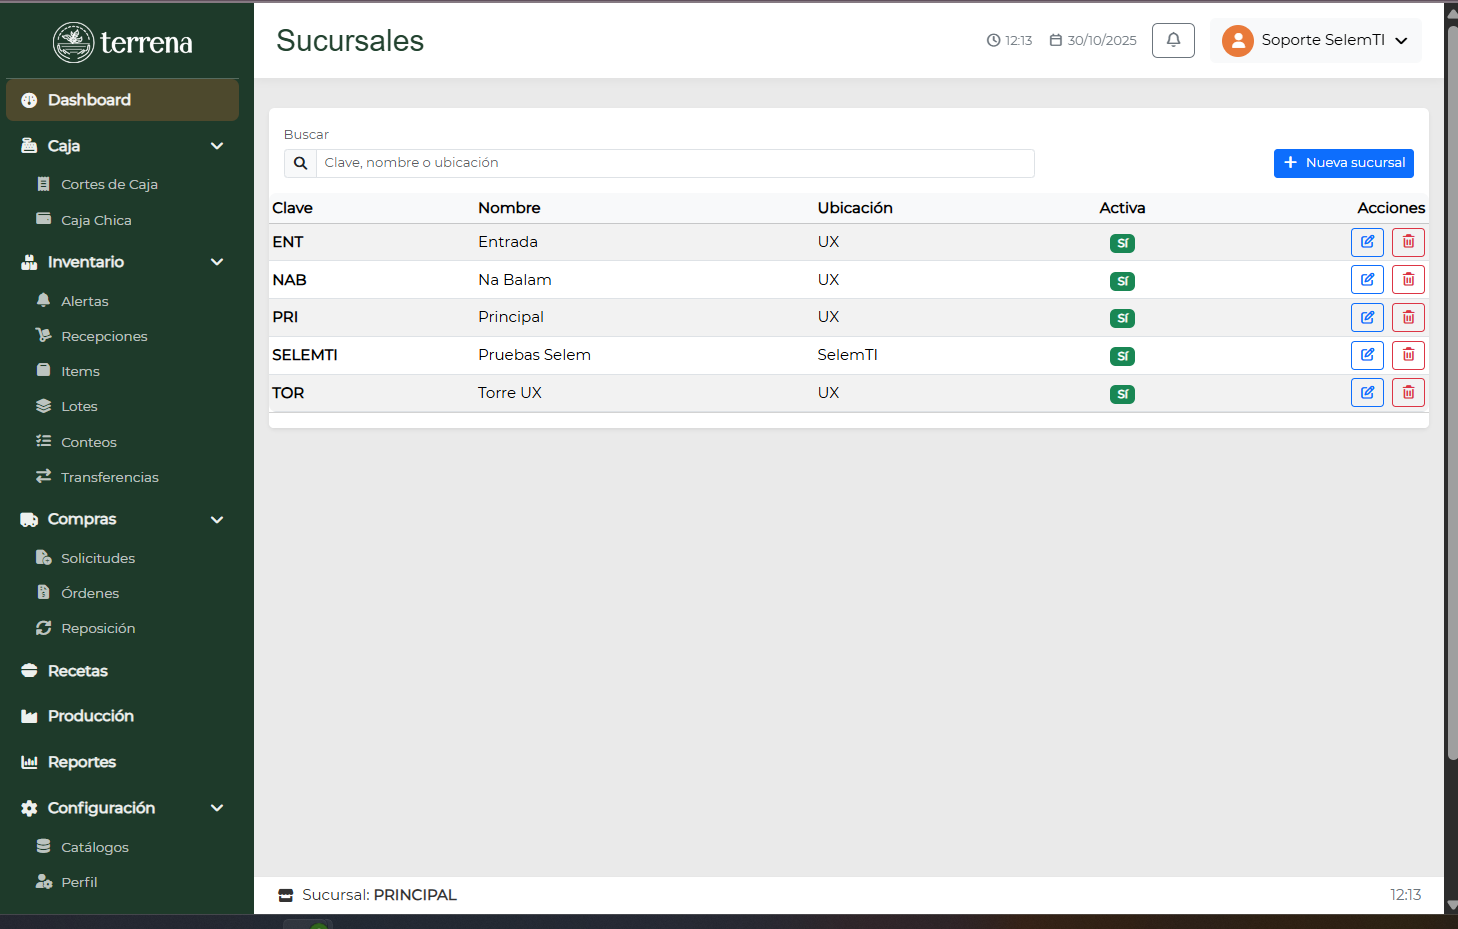 terrena
Dashboard
Caja
Cortes de Caja
Caja Chica
Inventario
Alertas
Recepciones
Items
Lotes
Conteos
Transferencias
Compras
Solicitudes
Órdenes
Reposición
Recetas
Producción
Reportes
Configuración
Catálogos
Perfil
Sucursales
12:13 30/10/2025 Soporte SelemTI
Buscar
Clave, nombre o ubicación
Nueva sucursal
Clave Nombre Ubicación Activa Acciones
ENT Entrada UX Sí
NAB Na Balam UX Sí
PRI Principal UX Sí
SELEMTI Pruebas Selem SelemTI Sí
TOR Torre UX UX Sí
Sucursal: PRINCIPAL 12:13